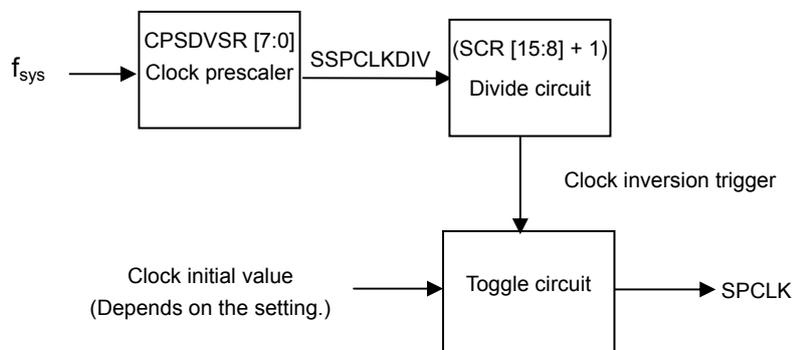 f_sys
CPSDVSR [7:0]
Clock prescaler
SSPCLKDIV
(SCR [15:8] + 1)
Divide circuit
Clock inversion trigger
Clock initial value
(Depends on the setting.)
Toggle circuit
SPCLK